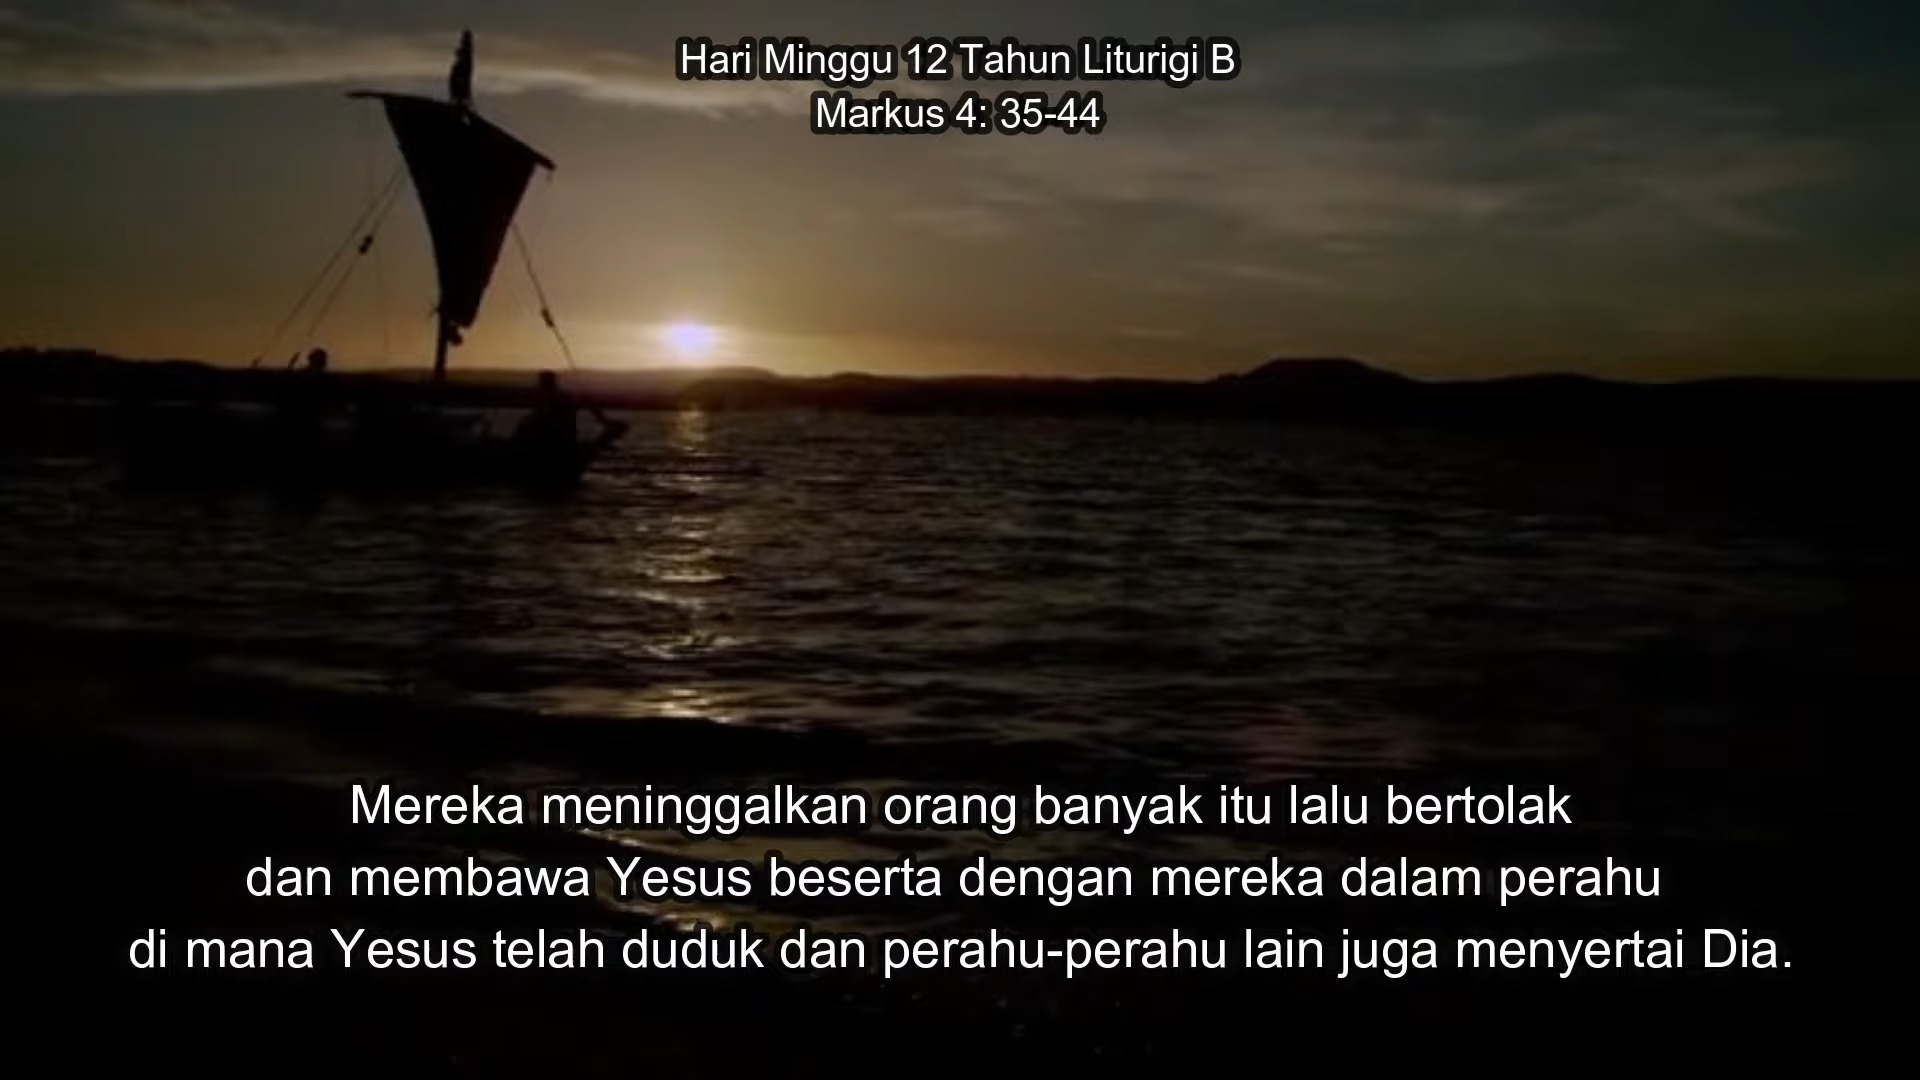 Hari Minggu 12 Tahun Liturigi B
Markus 4: 35-44
Mereka meninggalkan orang banyak itu lalu bertolak
dan membawa Yesus beserta dengan mereka dalam perahu
di mana Yesus telah duduk dan perahu-perahu lain juga menyertai Dia.